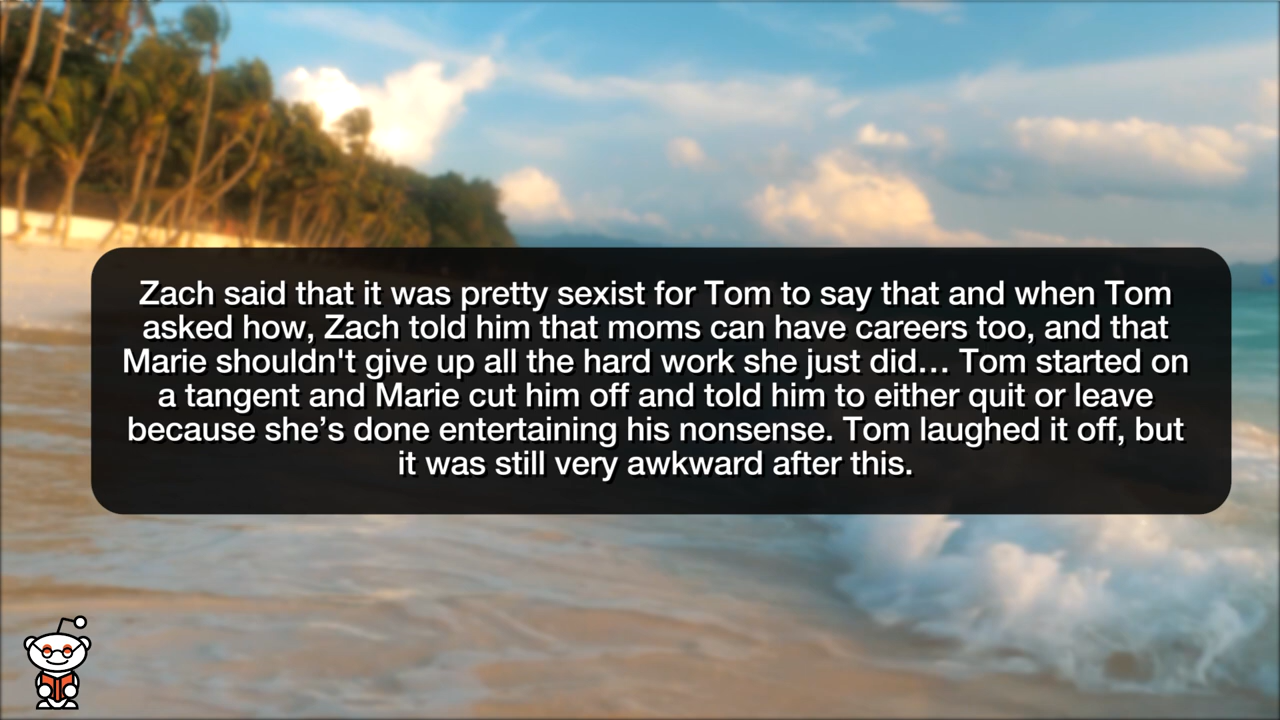 Zach said that it was pretty sexist for Tom to say that and when Tom
asked how, Zach told him that moms can have careers too, and that
Marie shouldn't give up all the hard work she just did… Tom started on
a tangent and Marie cut him off and told him to either quit or leave
because she’s done entertaining his nonsense. Tom laughed it off, but
it was still very awkward after this.